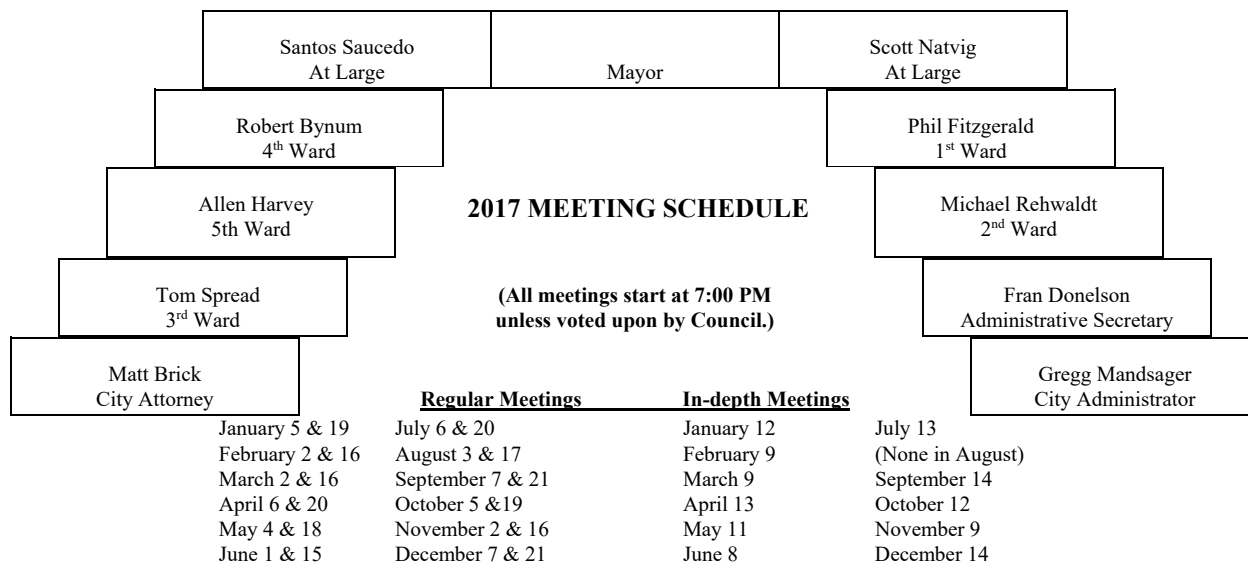 Santos Saucedo
At Large
Mayor
Scott Natvig
At Large
Robert Bynum
4th Ward
Phil Fitzgerald
1st Ward
Allen Harvey
5th Ward
2017 MEETING SCHEDULE
Michael Rehwaldt
2nd Ward
Tom Spread
3rd Ward
(All meetings start at 7:00 PM
unless voted upon by Council.)
Fran Donelson
Administrative Secretary
Matt Brick
City Attorney
Gregg Mandsager
City Administrator
Regular Meetings In-depth Meetings
January 5 & 19 July 6 & 20 January 12 July 13
February 2 & 16 August 3 & 17 February 9 (None in August)
March 2 & 16 September 7 & 21 March 9 September 14
April 6 & 20 October 5 &19 April 13 October 12
May 4 & 18 November 2 & 16 May 11 November 9
June 1 & 15 December 7 & 21 June 8 December 14